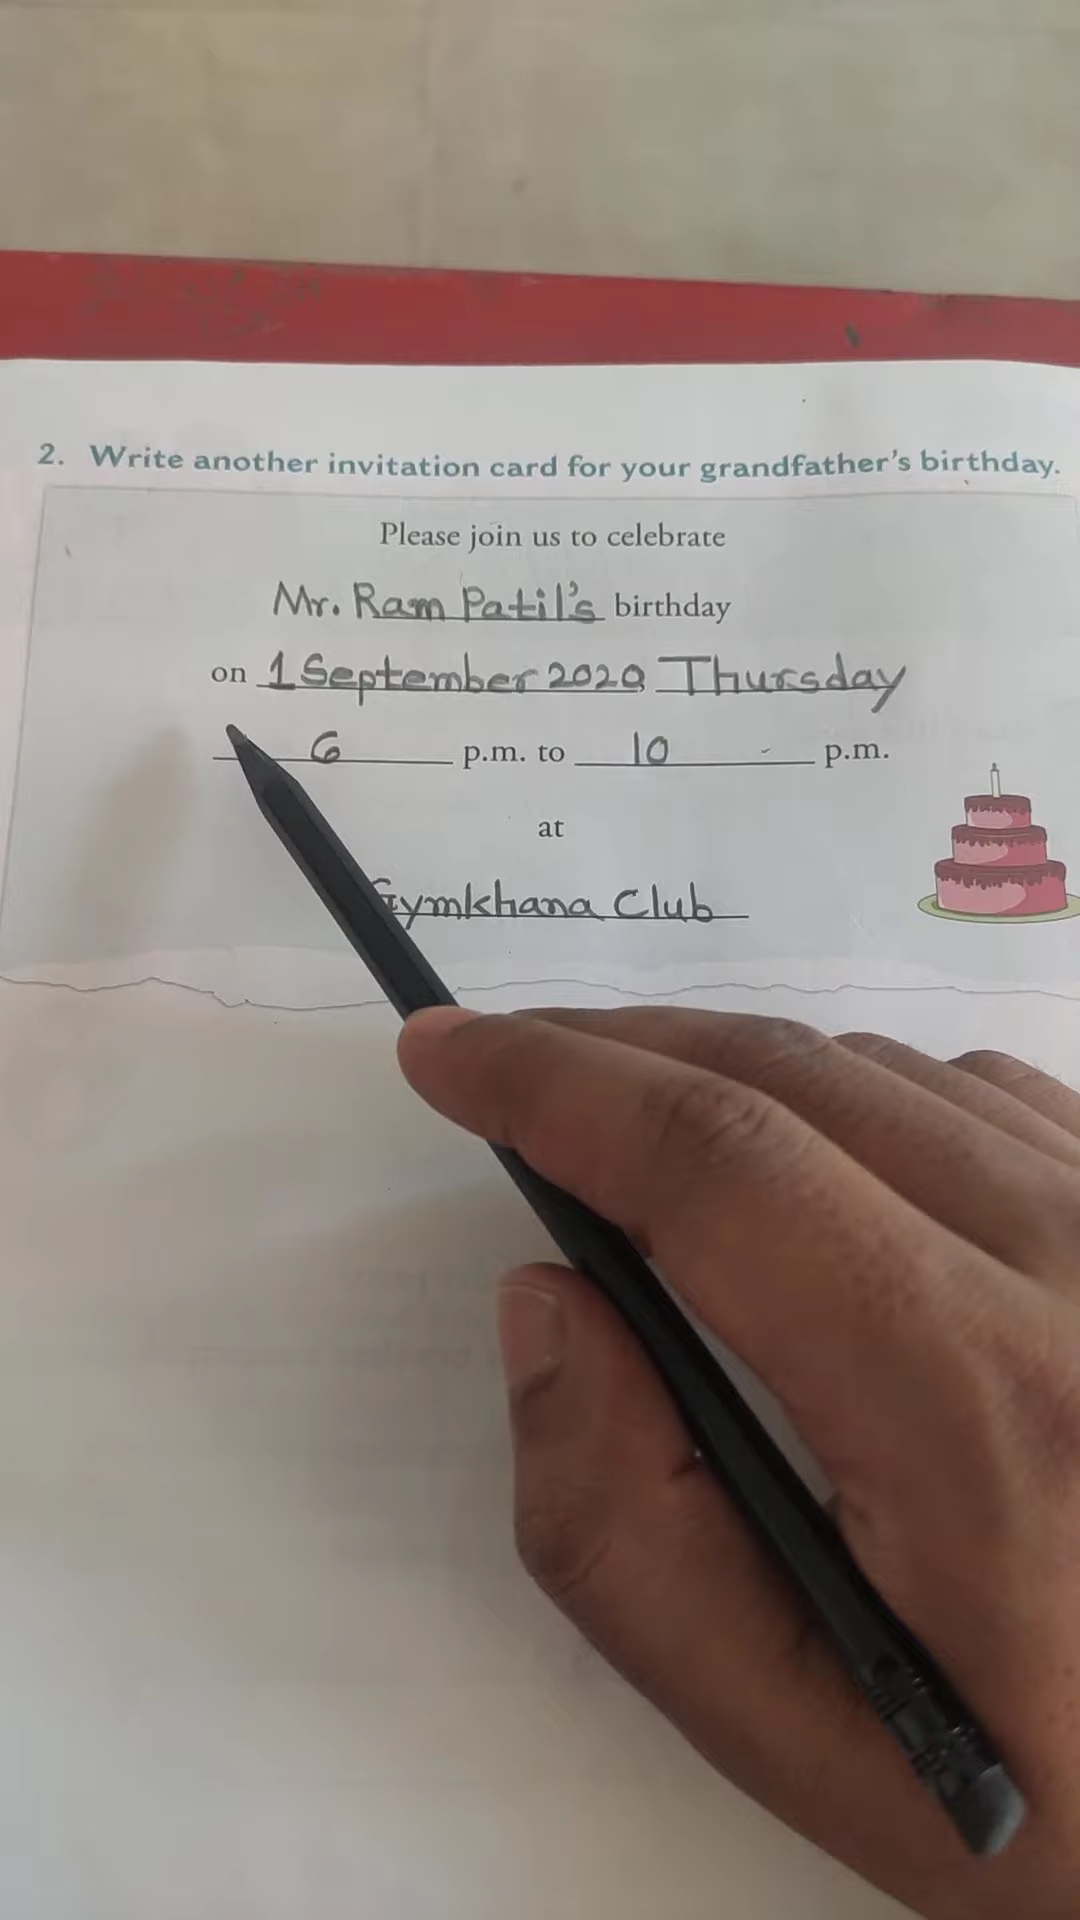 2. Write another invitation card for your grandfather's birthday.
Please join us to celebrate
Mr. Ram Patil's birthday
on 1 September 2020 Thursday
6 p.m. to 10 p.m.
at
Gymkhana Club